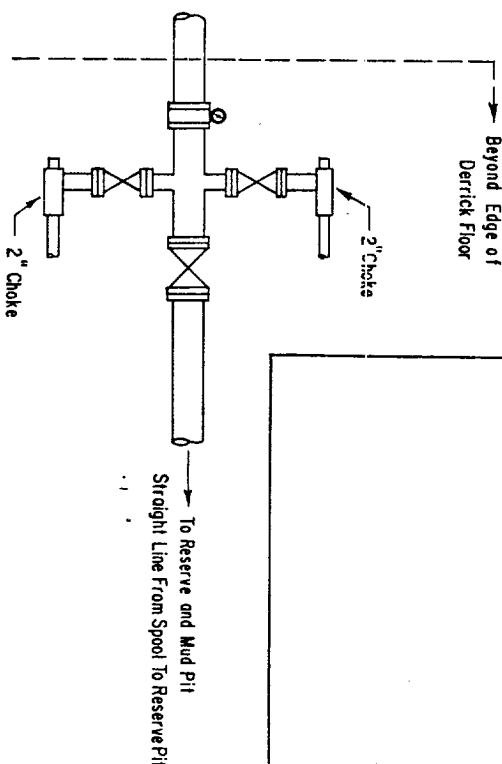 Beyond Edge of
Derrick Floor
2" Choke
2" Choke
To Reserve and Mud Pit
Straight Line From Spool To Reserve Pit